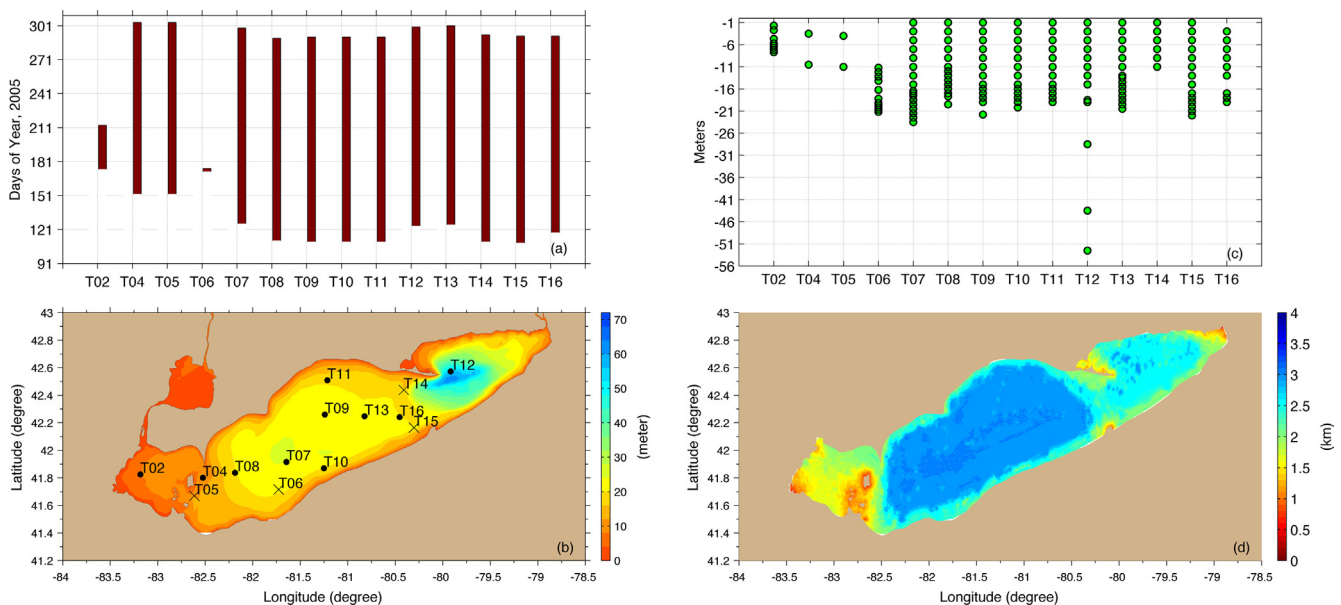 Days of Year, 2005
301
271
241
211
181
151
121
91
T02 T04 T05 T06 T07 T08 T09 T10 T11 T12 T13 T14 T15 T16
(a)
Meters
-1
-6
-11
-16
-21
-26
-31
-36
-41
-46
-51
-56
T02 T04 T05 T06 T07 T08 T09 T10 T11 T12 T13 T14 T15 T16
(c)
Latitude (degree)
43
42.8
42.6
42.4
42.2
42
41.8
41.6
41.4
41.2
-84 -83.5 -83 -82.5 -82 -81.5 -81 -80.5 -80 -79.5 -79 -78.5
Longitude (degree)
T12
T11
T14
T09
T13
T16
T15
T07
T10
T02
T04
T08
T05
T06
(b)
70
60
50
40
30
20
10
0
(meter)
Latitude (degree)
43
42.8
42.6
42.4
42.2
42
41.8
41.6
41.4
41.2
-84 -83.5 -83 -82.5 -82 -81.5 -81 -80.5 -80 -79.5 -79 -78.5
Longitude (degree)
(d)
4
3.5
3
2.5
2
1.5
1
0.5
0
(km)